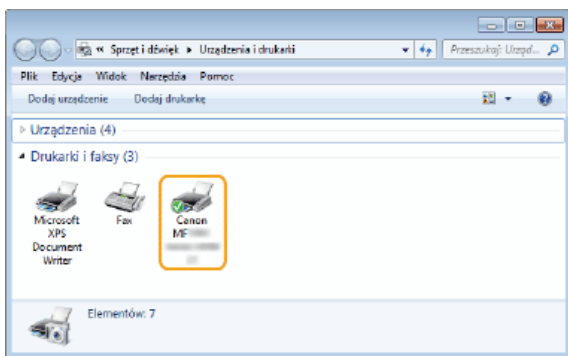 « Sprzęt i dźwięk ▸ Urządzenia i drukarki
Przeszukaj: Urząd...
Plik Edycja Widok Narzędzia Pomoc
Dodaj urządzenie Dodaj drukarkę
Urządzenia (4)
Drukarki i faksy (3)
Microsoft
XPS
Document
Writer
Fax
Canon
MF
Elementów: 7